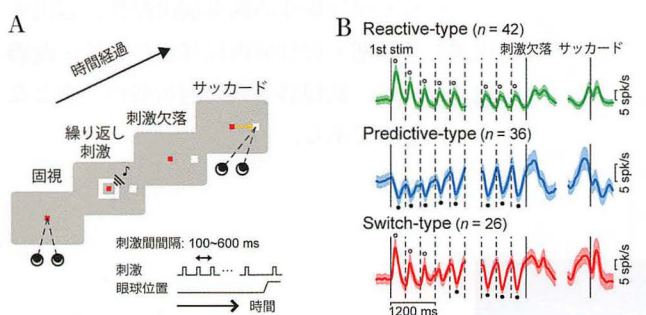 A
時間経過
サッカード
刺激欠落
繰り返し
刺激
固視
刺激間間隔: 100~600 ms
刺激
…
眼球位置
時間
B
Reactive-type (n = 42)
1st stim
刺激欠落
サッカード
5 spk/s
Predictive-type (n = 36)
5 spk/s
Switch-type (n = 26)
5 spk/s
1200 ms